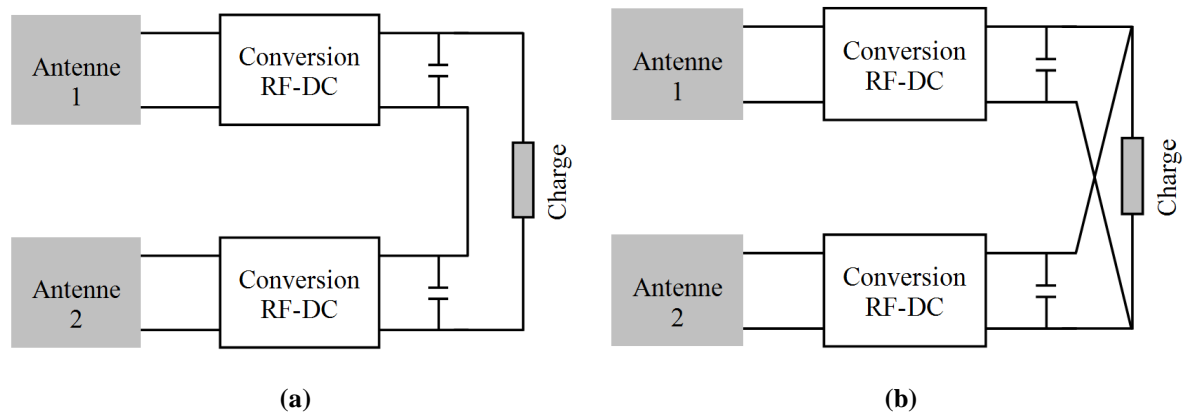 Antenne
1
Conversion
RF-DC
Charge
Antenne
2
Conversion
RF-DC
(a)
Antenne
1
Conversion
RF-DC
Charge
Antenne
2
Conversion
RF-DC
(b)